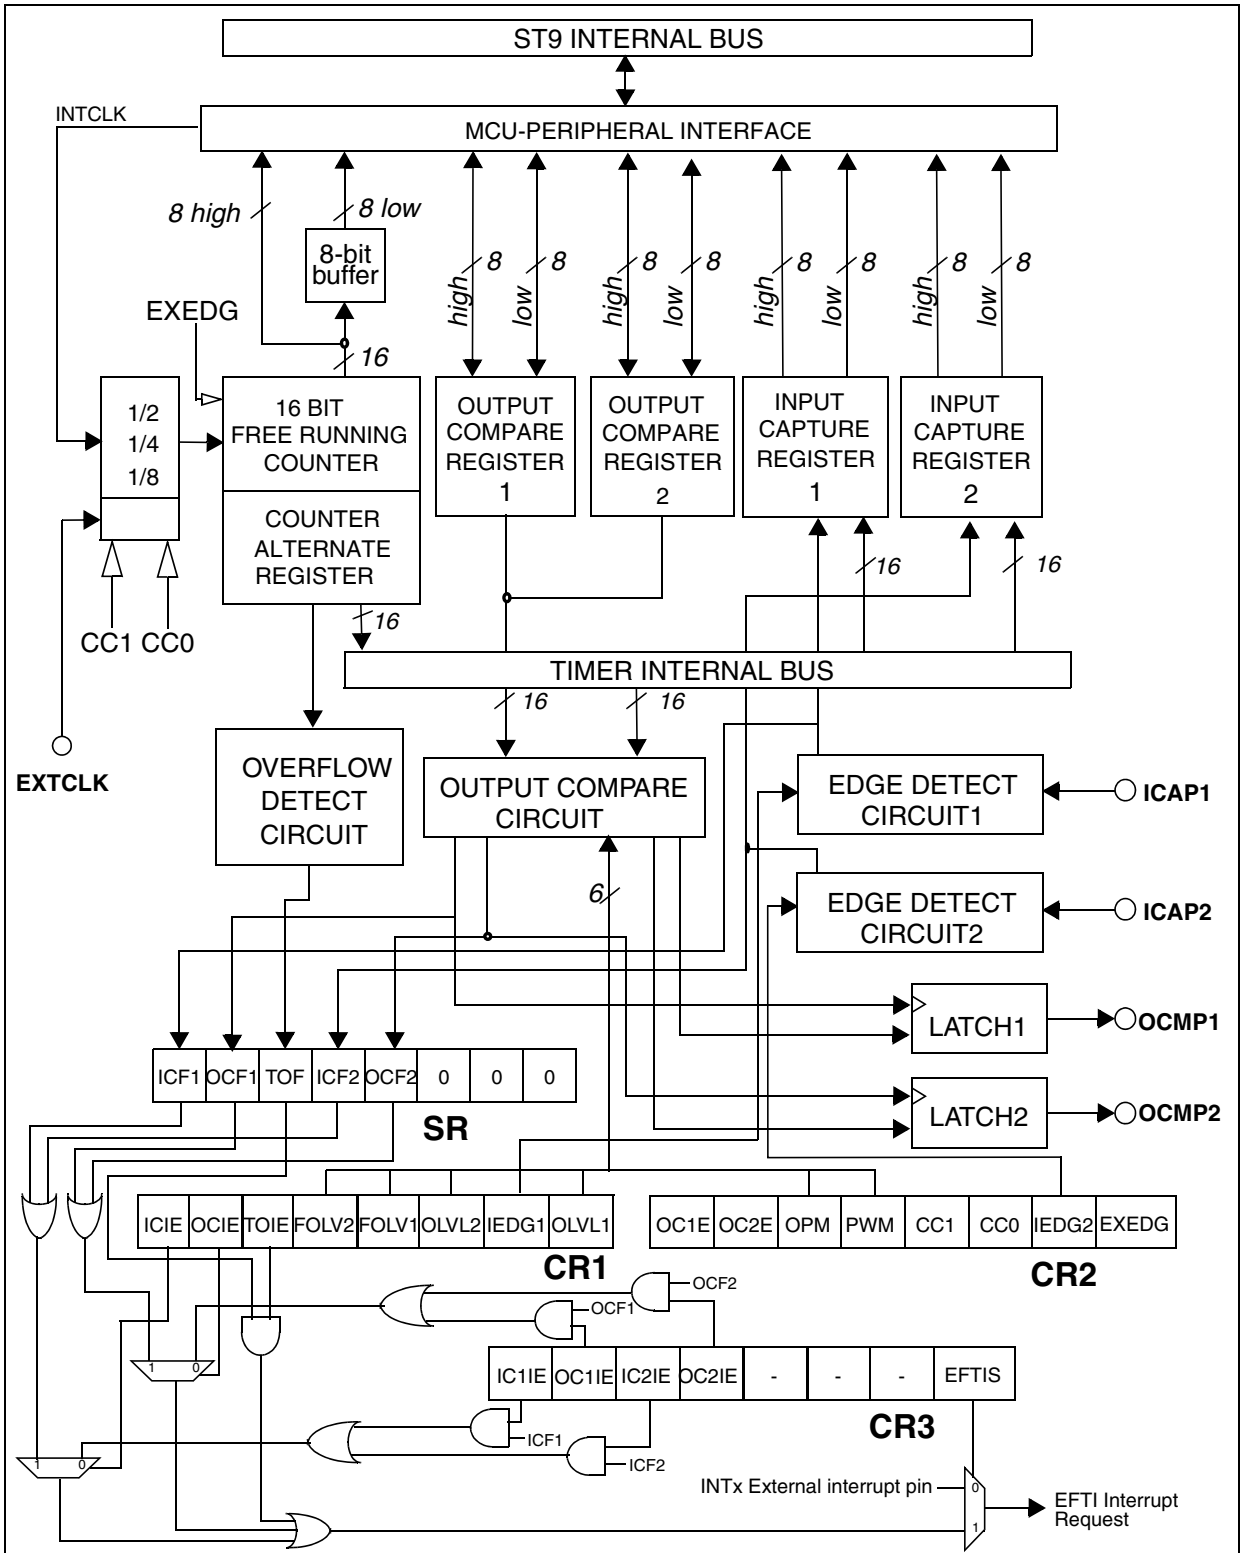 ST9 INTERNAL BUS
INTCLK
MCU-PERIPHERAL INTERFACE
8 high
8 low
8-bit
buffer
high
8
low
8
high
8
low
8
high
8
low
8
high
8
low
8
EXEDG
16
1/2
1/4
1/8
16 BIT
FREE RUNNING
COUNTER
COUNTER
ALTERNATE
REGISTER
OUTPUT
COMPARE
REGISTER
1
OUTPUT
COMPARE
REGISTER
2
INPUT
CAPTURE
REGISTER
1
INPUT
CAPTURE
REGISTER
2
CC1
CC0
16
16
16
TIMER INTERNAL BUS
16
16
EXTCLK
OVERFLOW
DETECT
CIRCUIT
OUTPUT COMPARE
CIRCUIT
EDGE DETECT
CIRCUIT1
ICAP1
6
EDGE DETECT
CIRCUIT2
ICAP2
LATCH1
OCMP1
LATCH2
OCMP2
ICF1
OCF1
TOF
ICF2
OCF2
0
0
0
SR
ICIE
OCIE
TOIE
FOLV2
FOLV1
OLVL2
IEDG1
OLVL1
CR1
OC1E
OC2E
OPM
PWM
CC1
CC0
IEDG2
EXEDG
CR2
OCF2
OCF1
1
0
IC1IE
OC1IE
IC2IE
OC2IE
-
-
-
EFTIS
CR3
ICF1
ICF2
1
0
INTx External interrupt pin
0
1
EFTI Interrupt
Request